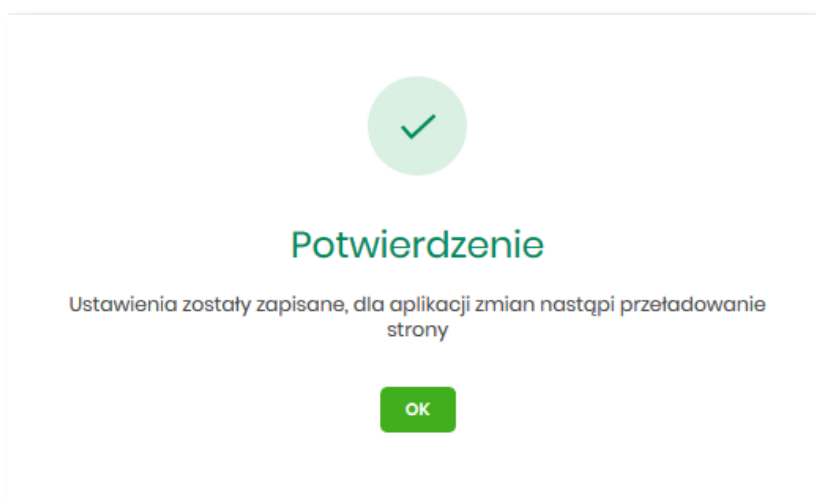 Potwierdzenie
Ustawienia zostały zapisane, dla aplikacji zmian nastąpi przeładowanie
strony
OK